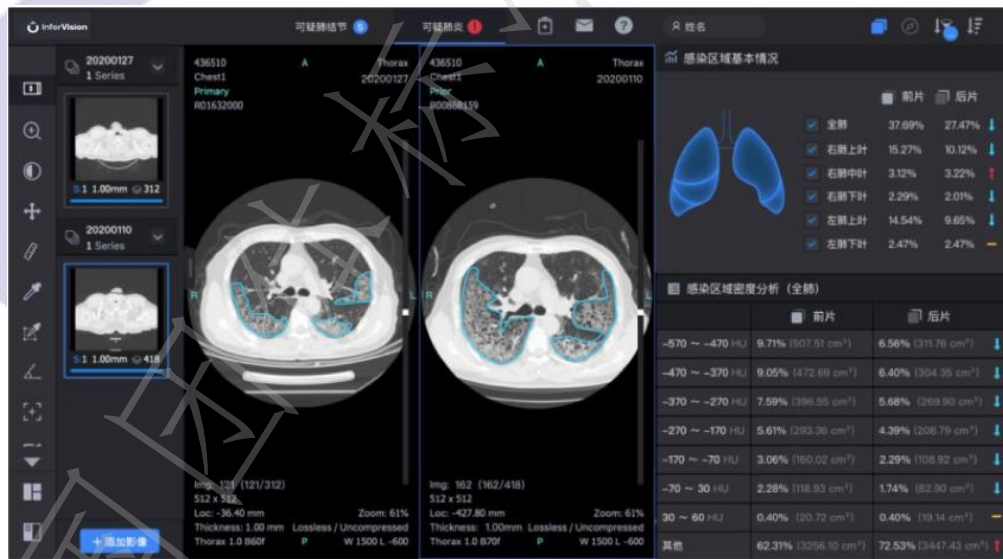 InferVision
可疑肺结节 5
可疑肺炎
姓名
20200127
1 Series
S:1 1.00mm 312
20200110
1 Series
S:1 1.00mm 418
+ 添加影像
436510 A Thorax
Chest1 20200127
Primary
R01632000
R
Img: 121 (121/312)
512 x 512
Loc: -36.40 mm Zoom: 61%
Thickness: 1.00 mm Lossless / Uncompressed
Thorax 1.0 B60f P W 1500 L -600
436510 A Thorax
Chest1 20200110
Prior
R00868159
R L
Img: 162 (162/418)
512 x 512
Loc: -427.80 mm Zoom: 61%
Thickness: 1.00mm Lossless / Uncompressed
Thorax 1.0 B70f P W 1500 L -600
感染区域基本情况
前片 后片
全肺 37.69% 27.47%
右肺上叶 15.27% 10.12%
右肺中叶 3.12% 3.22%
右肺下叶 2.29% 2.01%
左肺上叶 14.54% 9.65%
左肺下叶 2.47% 2.47%
感染区域密度分析（全肺）
前片 后片
-570 ~ -470 HU 9.71% (507.51 cm³) 6.56% (311.76 cm³)
-470 ~ -370 HU 9.05% (472.69 cm³) 6.40% (304.35 cm³)
-370 ~ -270 HU 7.59% (396.55 cm³) 5.68% (269.90 cm³)
-270 ~ -170 HU 5.61% (293.36 cm³) 4.39% (208.79 cm³)
-170 ~ -70 HU 3.06% (160.02 cm³) 2.29% (108.92 cm³)
-70 ~ 30 HU 2.28% (118.93 cm³) 1.74% (82.90 cm³)
30 ~ 60 HU 0.40% (20.72 cm³) 0.40% (19.14 cm³)
其他 62.31% (3256.10 cm³) 72.53% (3447.43 cm³)